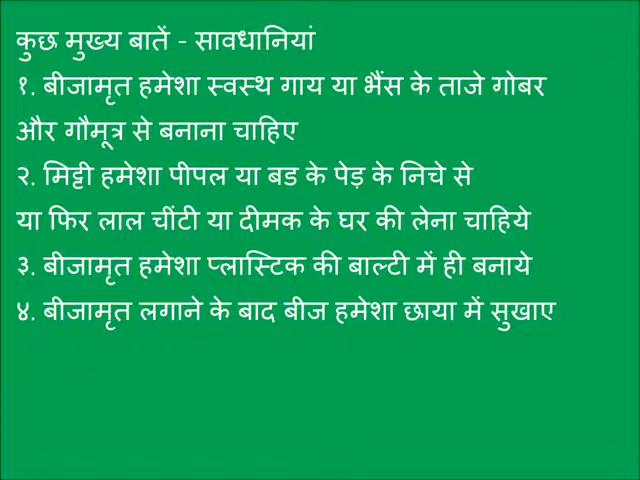 कुछ मुख्य बातें - सावधानियां
१. बीजामृत हमेशा स्वस्थ गाय या भैंस के ताजे गोबर
और गौमूत्र से बनाना चाहिए
२. मिट्टी हमेशा पीपल या बड के पेड़ के निचे से
या फिर लाल चींटी या दीमक के घर की लेना चाहिये
३. बीजामृत हमेशा प्लास्टिक की बाल्टी में ही बनाये
४. बीजामृत लगाने के बाद बीज हमेशा छाया में सुखाए